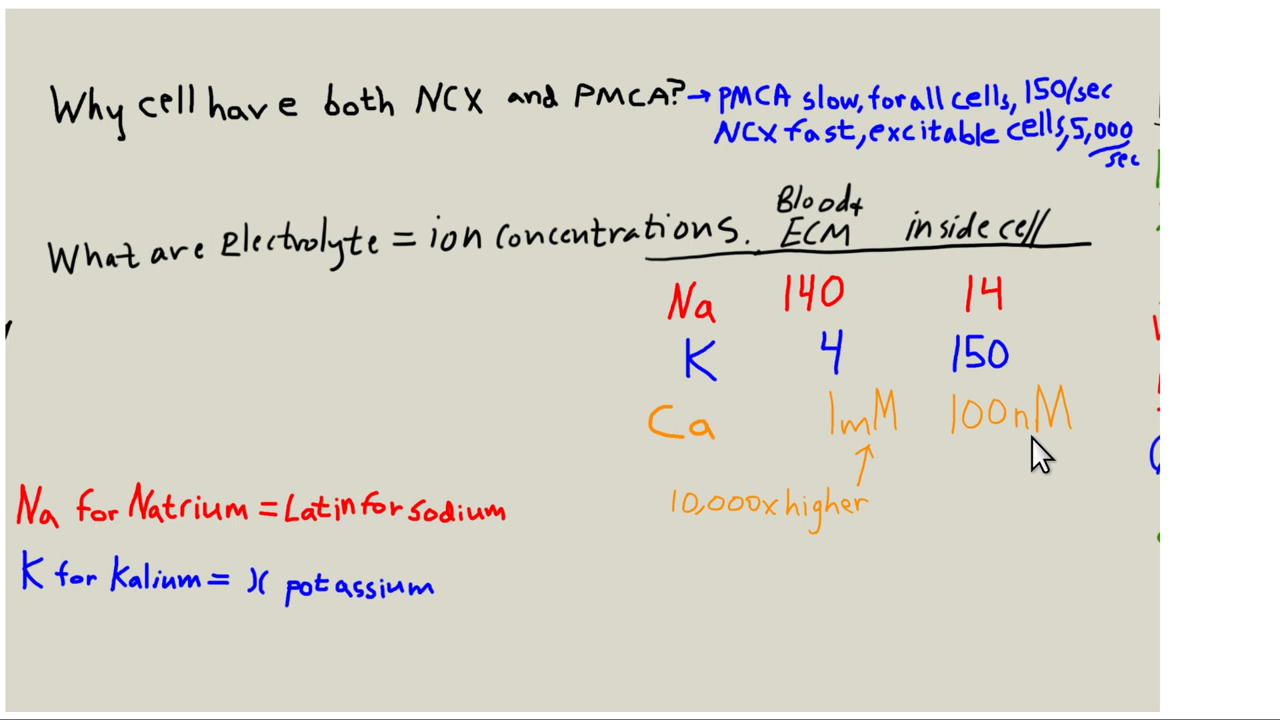 Why cell have both NCX and PMCA? → PMCA slow, for all cells, 150/sec
NCX fast, excitable cells, 5,000/sec
What are Electrolyte = ion concentrations.
Blood+ ECM inside cell
Na 140 14
K 4 150
Ca 1mM 100nM
10,000x higher
Na for Natrium = Latin for sodium
K for Kalium = potassium